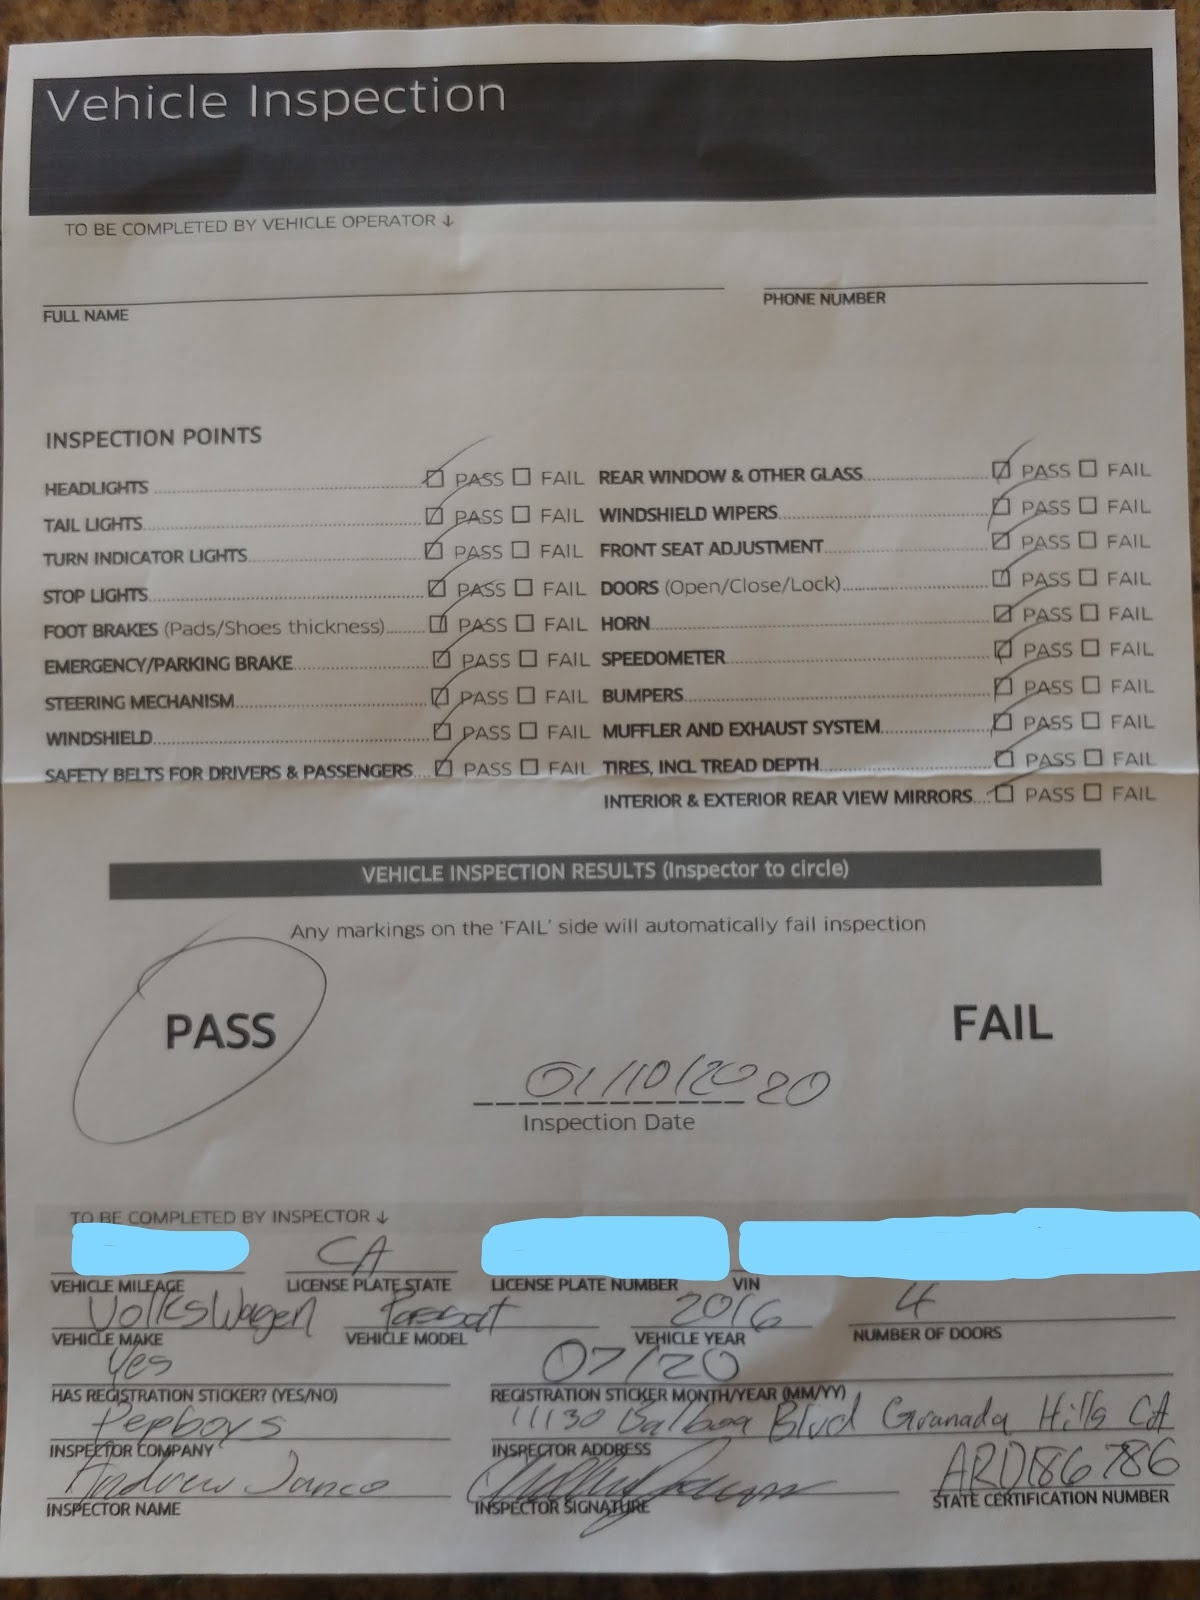 Vehicle Inspection
TO BE COMPLETED BY VEHICLE OPERATOR ↓
FULL NAME
PHONE NUMBER
INSPECTION POINTS
HEADLIGHTS ☑ PASS ☐ FAIL REAR WINDOW & OTHER GLASS ☑ PASS ☐ FAIL
TAIL LIGHTS ☑ PASS ☐ FAIL WINDSHIELD WIPERS ☑ PASS ☐ FAIL
TURN INDICATOR LIGHTS ☑ PASS ☐ FAIL FRONT SEAT ADJUSTMENT ☑ PASS ☐ FAIL
STOP LIGHTS ☑ PASS ☐ FAIL DOORS (Open/Close/Lock) ☑ PASS ☐ FAIL
FOOT BRAKES (Pads/Shoes thickness) ☑ PASS ☐ FAIL HORN ☑ PASS ☐ FAIL
EMERGENCY/PARKING BRAKE ☑ PASS ☐ FAIL SPEEDOMETER ☑ PASS ☐ FAIL
STEERING MECHANISM ☑ PASS ☐ FAIL BUMPERS ☑ PASS ☐ FAIL
WINDSHIELD ☑ PASS ☐ FAIL MUFFLER AND EXHAUST SYSTEM ☑ PASS ☐ FAIL
SAFETY BELTS FOR DRIVERS & PASSENGERS ☑ PASS ☐ FAIL TIRES, INCL TREAD DEPTH ☑ PASS ☐ FAIL
INTERIOR & EXTERIOR REAR VIEW MIRRORS ☑ PASS ☐ FAIL
VEHICLE INSPECTION RESULTS (Inspector to circle)
Any markings on the 'FAIL' side will automatically fail inspection
PASS
FAIL
01/10/2020
Inspection Date
TO BE COMPLETED BY INSPECTOR ↓
CA
VEHICLE MILEAGE LICENSE PLATE STATE LICENSE PLATE NUMBER VIN
Volkswagen Passat 2016 4
VEHICLE MAKE VEHICLE MODEL VEHICLE YEAR NUMBER OF DOORS
Yes 07/20
HAS REGISTRATION STICKER? (YES/NO) REGISTRATION STICKER MONTH/YEAR (MM/YY)
Pepboys 11130 Balboa Blvd Granada Hills CA
INSPECTOR COMPANY INSPECTOR ADDRESS
Andrew ARD186786
INSPECTOR NAME INSPECTOR SIGNATURE STATE CERTIFICATION NUMBER